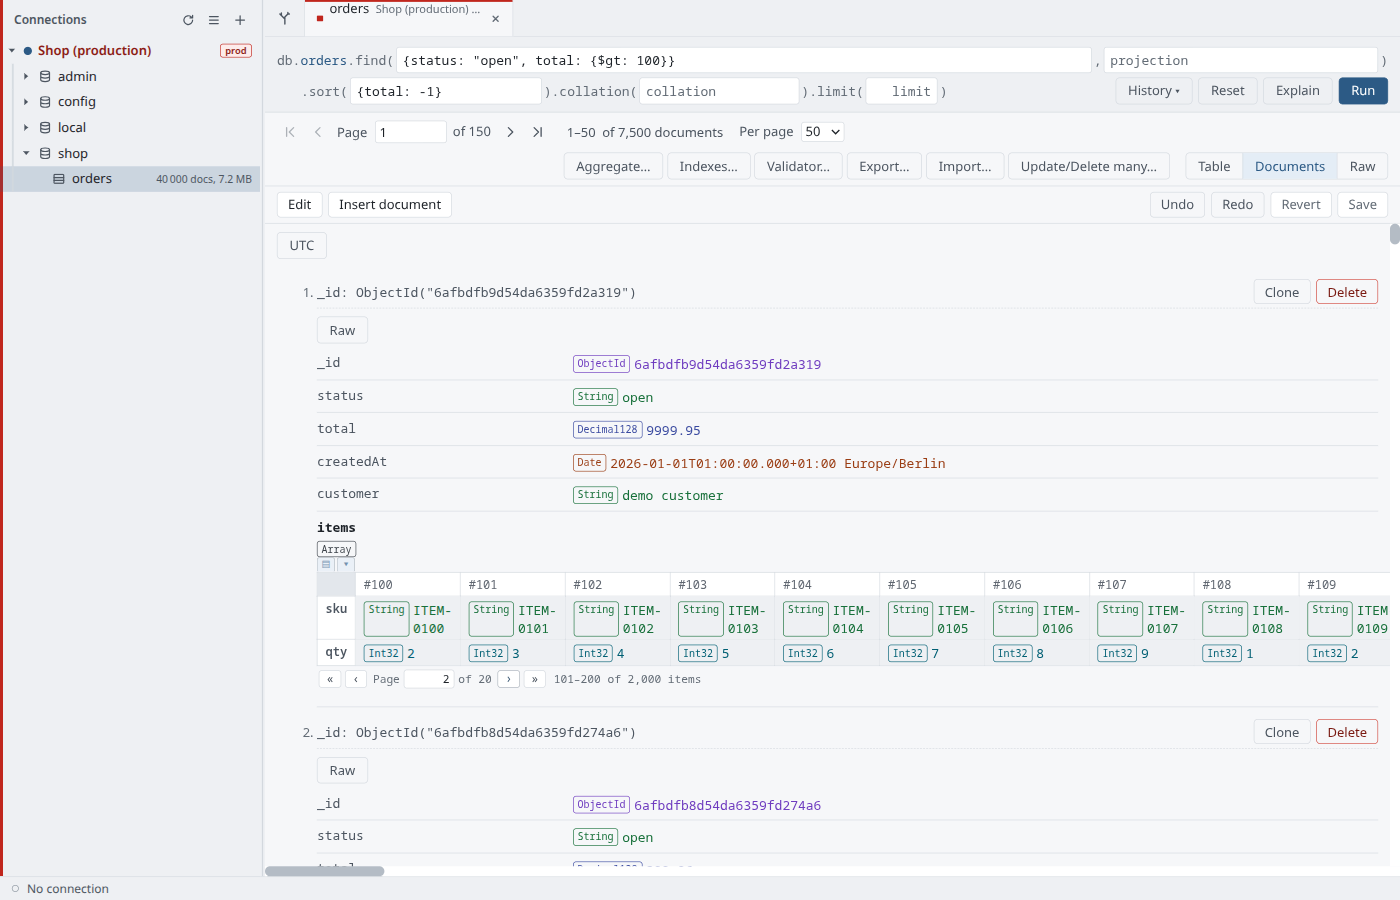 Connections
orders Shop (production) ...
Shop (production) prod
admin
config
local
shop
orders 40 000 docs, 7.2 MB
db.orders.find( {status: "open", total: {$gt: 100}} , projection )
.sort( {total: -1} ).collation( collation ).limit( limit )
History Reset Explain Run
Page 1 of 150 1–50 of 7,500 documents Per page 50
Aggregate... Indexes... Validator... Export... Import... Update/Delete many... Table Documents Raw
Edit Insert document Undo Redo Revert Save
UTC
1. _id: ObjectId("6afbdfb9d54da6359fd2a319") Clone Delete
Raw
_id ObjectId 6afbdfb9d54da6359fd2a319
status String open
total Decimal128 9999.95
createdAt Date 2026-01-01T01:00:00.000+01:00 Europe/Berlin
customer String demo customer
items
Array
#100 #101 #102 #103 #104 #105 #106 #107 #108 #109
sku String ITEM-0100 String ITEM-0101 String ITEM-0102 String ITEM-0103 String ITEM-0104 String ITEM-0105 String ITEM-0106 String ITEM-0107 String ITEM-0108 String ITEM-0109
qty Int32 2 Int32 3 Int32 4 Int32 5 Int32 6 Int32 7 Int32 8 Int32 9 Int32 1 Int32 2
« ‹ Page 2 of 20 › » 101–200 of 2,000 items
2. _id: ObjectId("6afbdfb8d54da6359fd274a6") Clone Delete
Raw
_id ObjectId 6afbdfb8d54da6359fd274a6
status String open
No connection